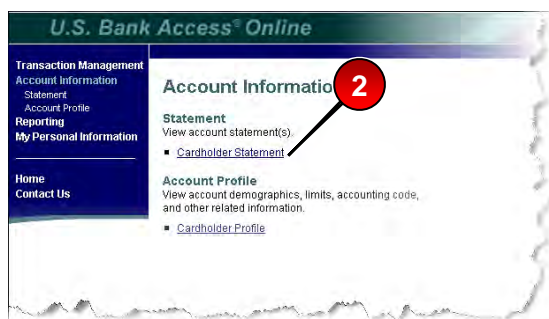 U.S. Bank Access® Online
Transaction Management
Account Information
Statement
Account Profile
Reporting
My Personal Information
Home
Contact Us
Account Informatio
2
Statement
View account statement(s).
Cardholder Statement
Account Profile
View account demographics, limits, accounting code,
and other related information.
Cardholder Profile